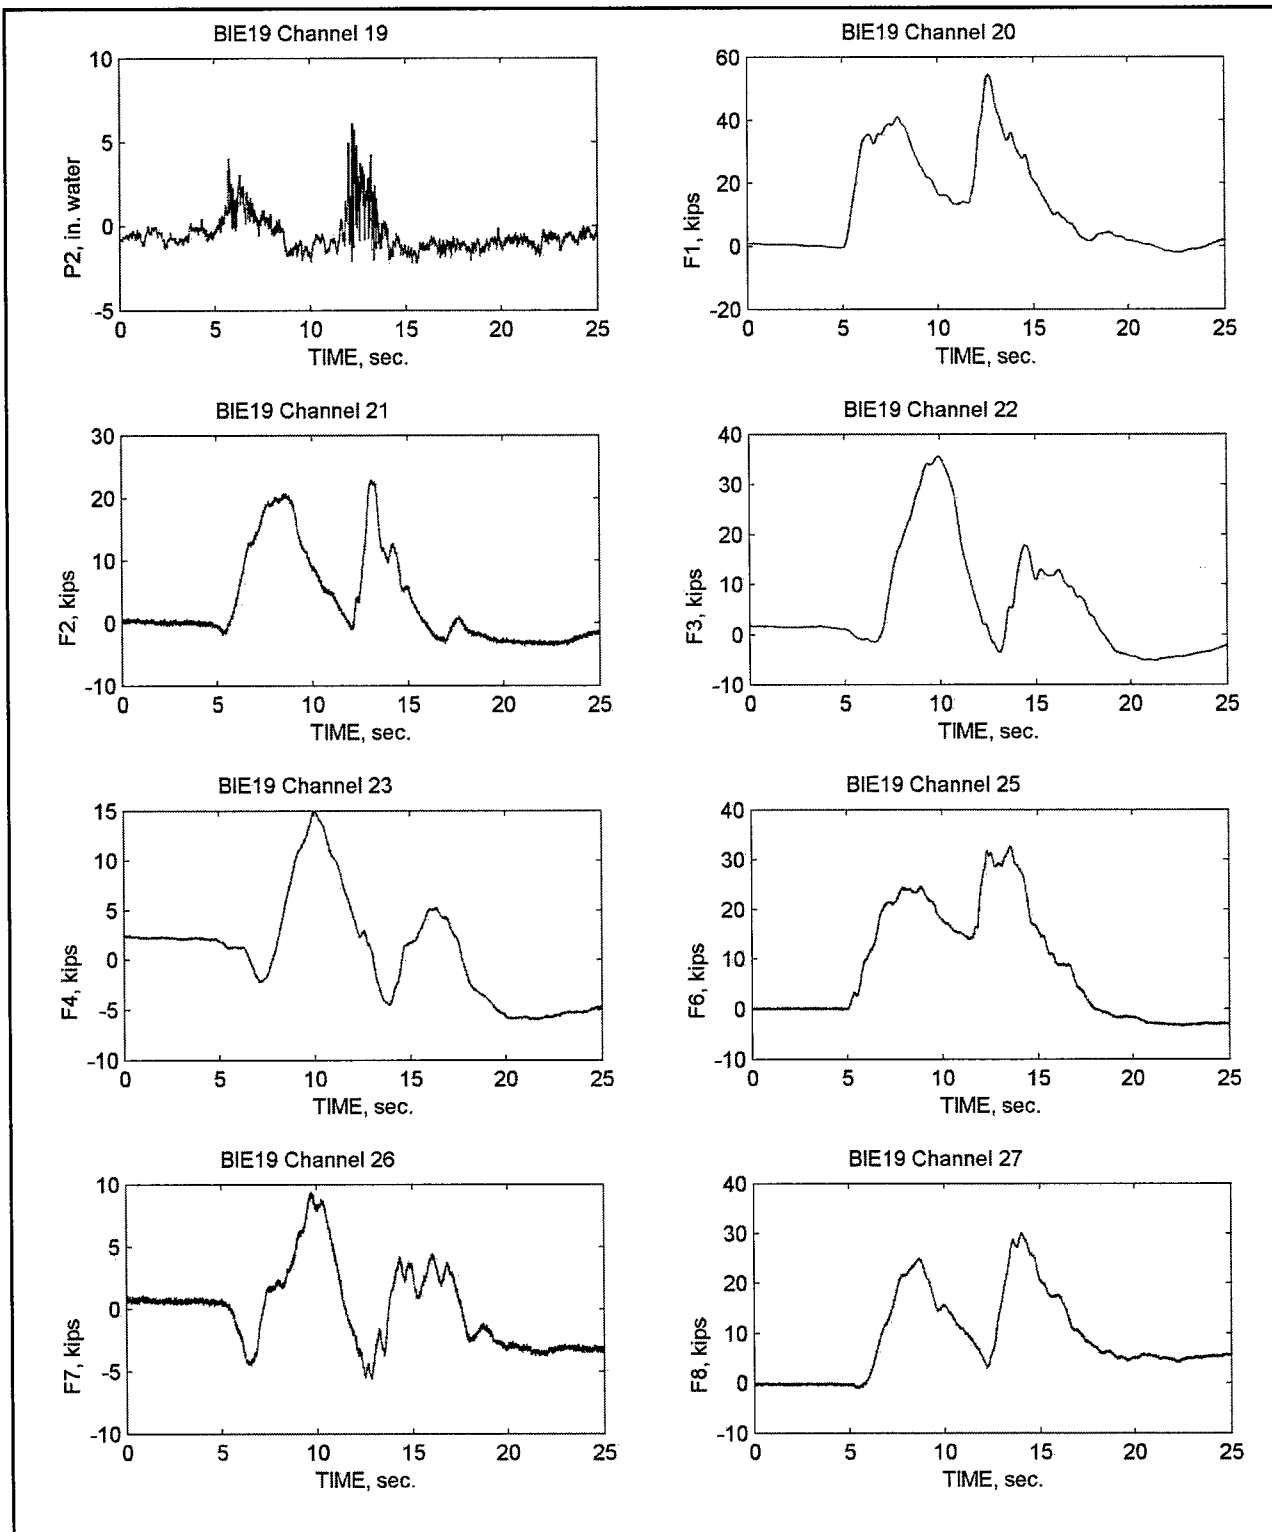 BIE19 Channel 19
10
5
0
-5
P2, in. water
0 5 10 15 20 25
TIME, sec.
BIE19 Channel 20
60
40
20
0
-20
F1, kips
0 5 10 15 20 25
TIME, sec.
BIE19 Channel 21
30
20
10
0
-10
F2, kips
0 5 10 15 20 25
TIME, sec.
BIE19 Channel 22
40
30
20
10
0
-10
F3, kips
0 5 10 15 20 25
TIME, sec.
BIE19 Channel 23
15
10
5
0
-5
-10
F4, kips
0 5 10 15 20 25
TIME, sec.
BIE19 Channel 25
40
30
20
10
0
-10
F6, kips
0 5 10 15 20 25
TIME, sec.
BIE19 Channel 26
10
5
0
-5
-10
F7, kips
0 5 10 15 20 25
TIME, sec.
BIE19 Channel 27
40
30
20
10
0
-10
F8, kips
0 5 10 15 20 25
TIME, sec.